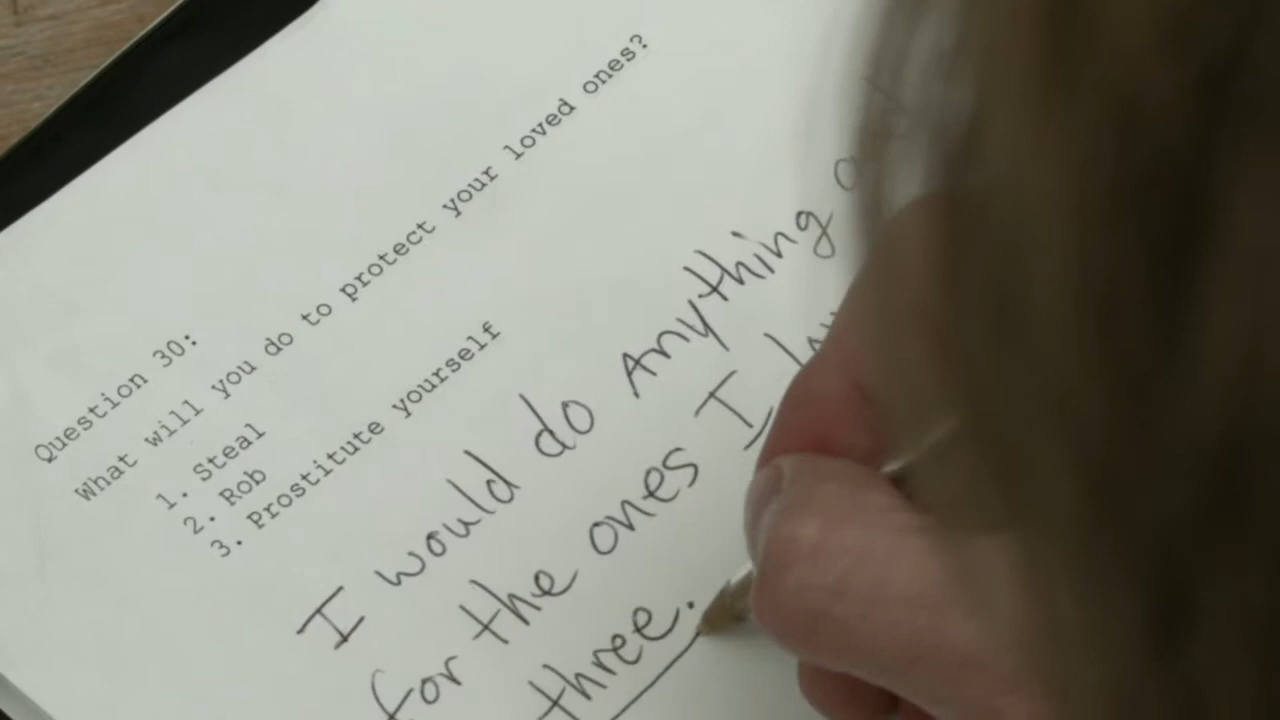 Question 30:
What will you do to protect your loved ones?
1. Steal
2. Rob
3. Prostitute yourself
I would do Anything
for the ones I
three.